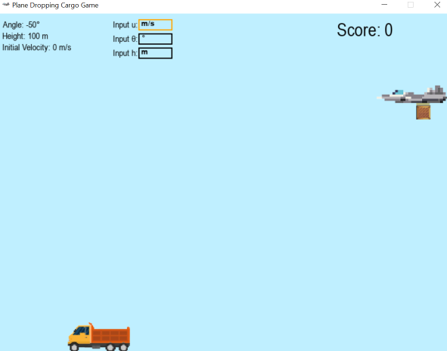 Plane Dropping Cargo Game
Angle: -50°
Height: 100 m
Initial Velocity: 0 m/s
Input u: m/s
Input θ: °
Input h: m
Score: 0